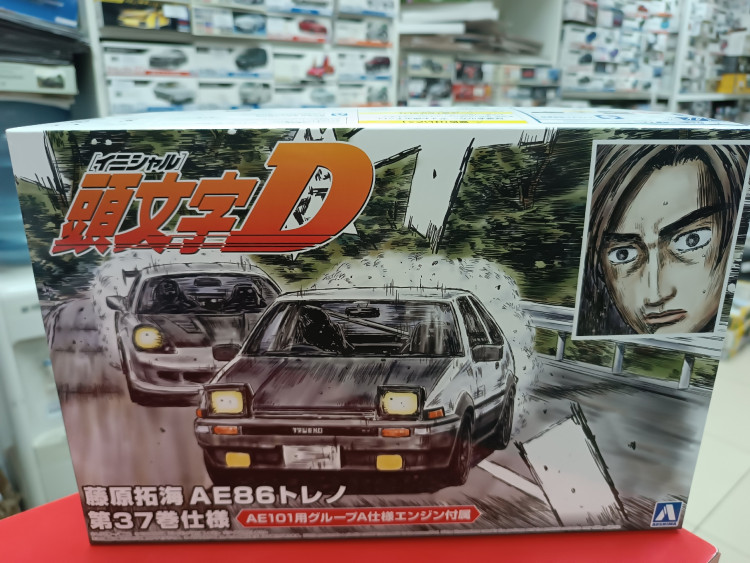 [イニシャル]
頭文字D
TRUENO
藤原拓海 AE86トレノ
第37巻仕様
AE101用グループA仕様エンジン付属